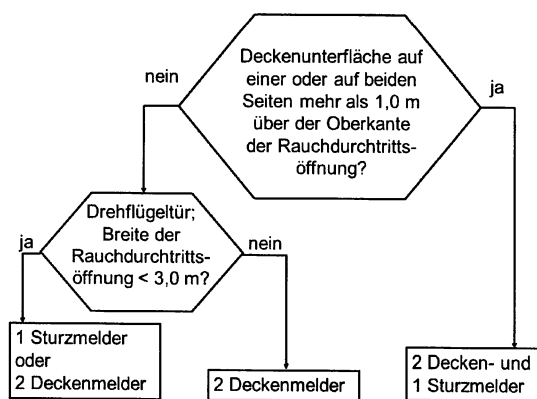 Deckenunterfläche auf
einer oder auf beiden
Seiten mehr als 1,0 m
über der Oberkante
der Rauchdurchtritts-
öffnung?
nein
ja
Drehflügeltür;
Breite der
Rauchdurchtritts-
öffnung < 3,0 m?
ja
nein
1 Sturzmelder
oder
2 Deckenmelder
2 Deckenmelder
2 Decken- und
1 Sturzmelder